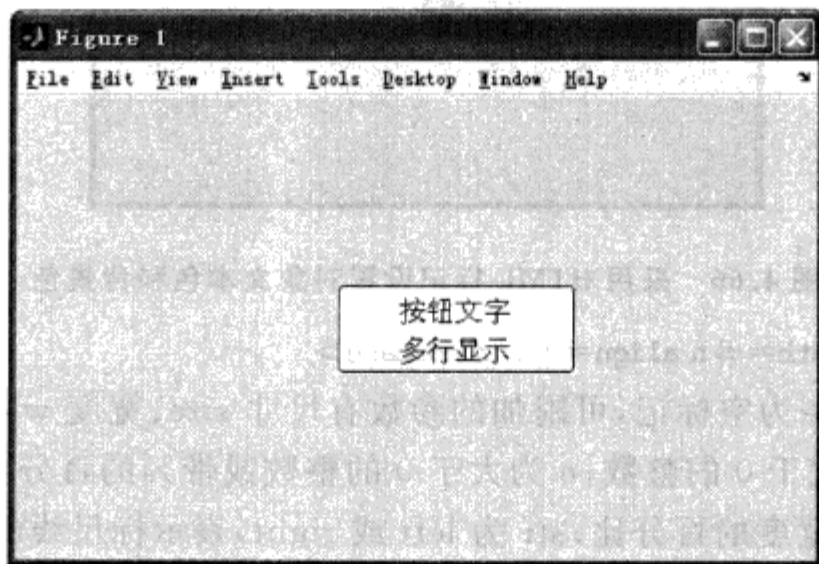 Figure 1
File Edit View Insert Tools Desktop Window Help
按钮文字
多行显示